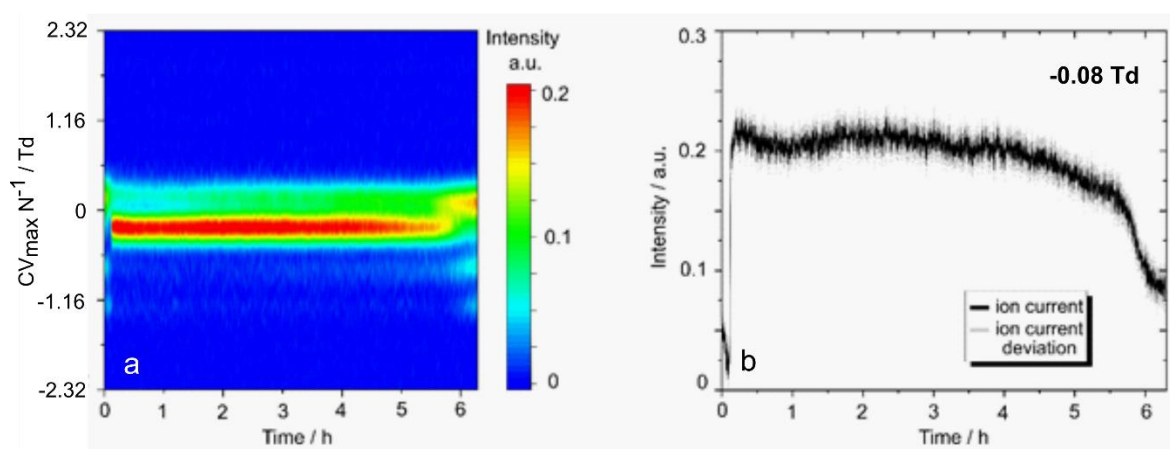 2.32
1.16
0
-1.16
-2.32
CVmax N-1 / Td
0 1 2 3 4 5 6
Time / h
a
Intensity
a.u.
0.2
0.1
0
0.3
0.2
0.1
0
Intensity / a.u.
-0.08 Td
ion current
ion current
deviation
b
0 1 2 3 4 5 6
Time / h